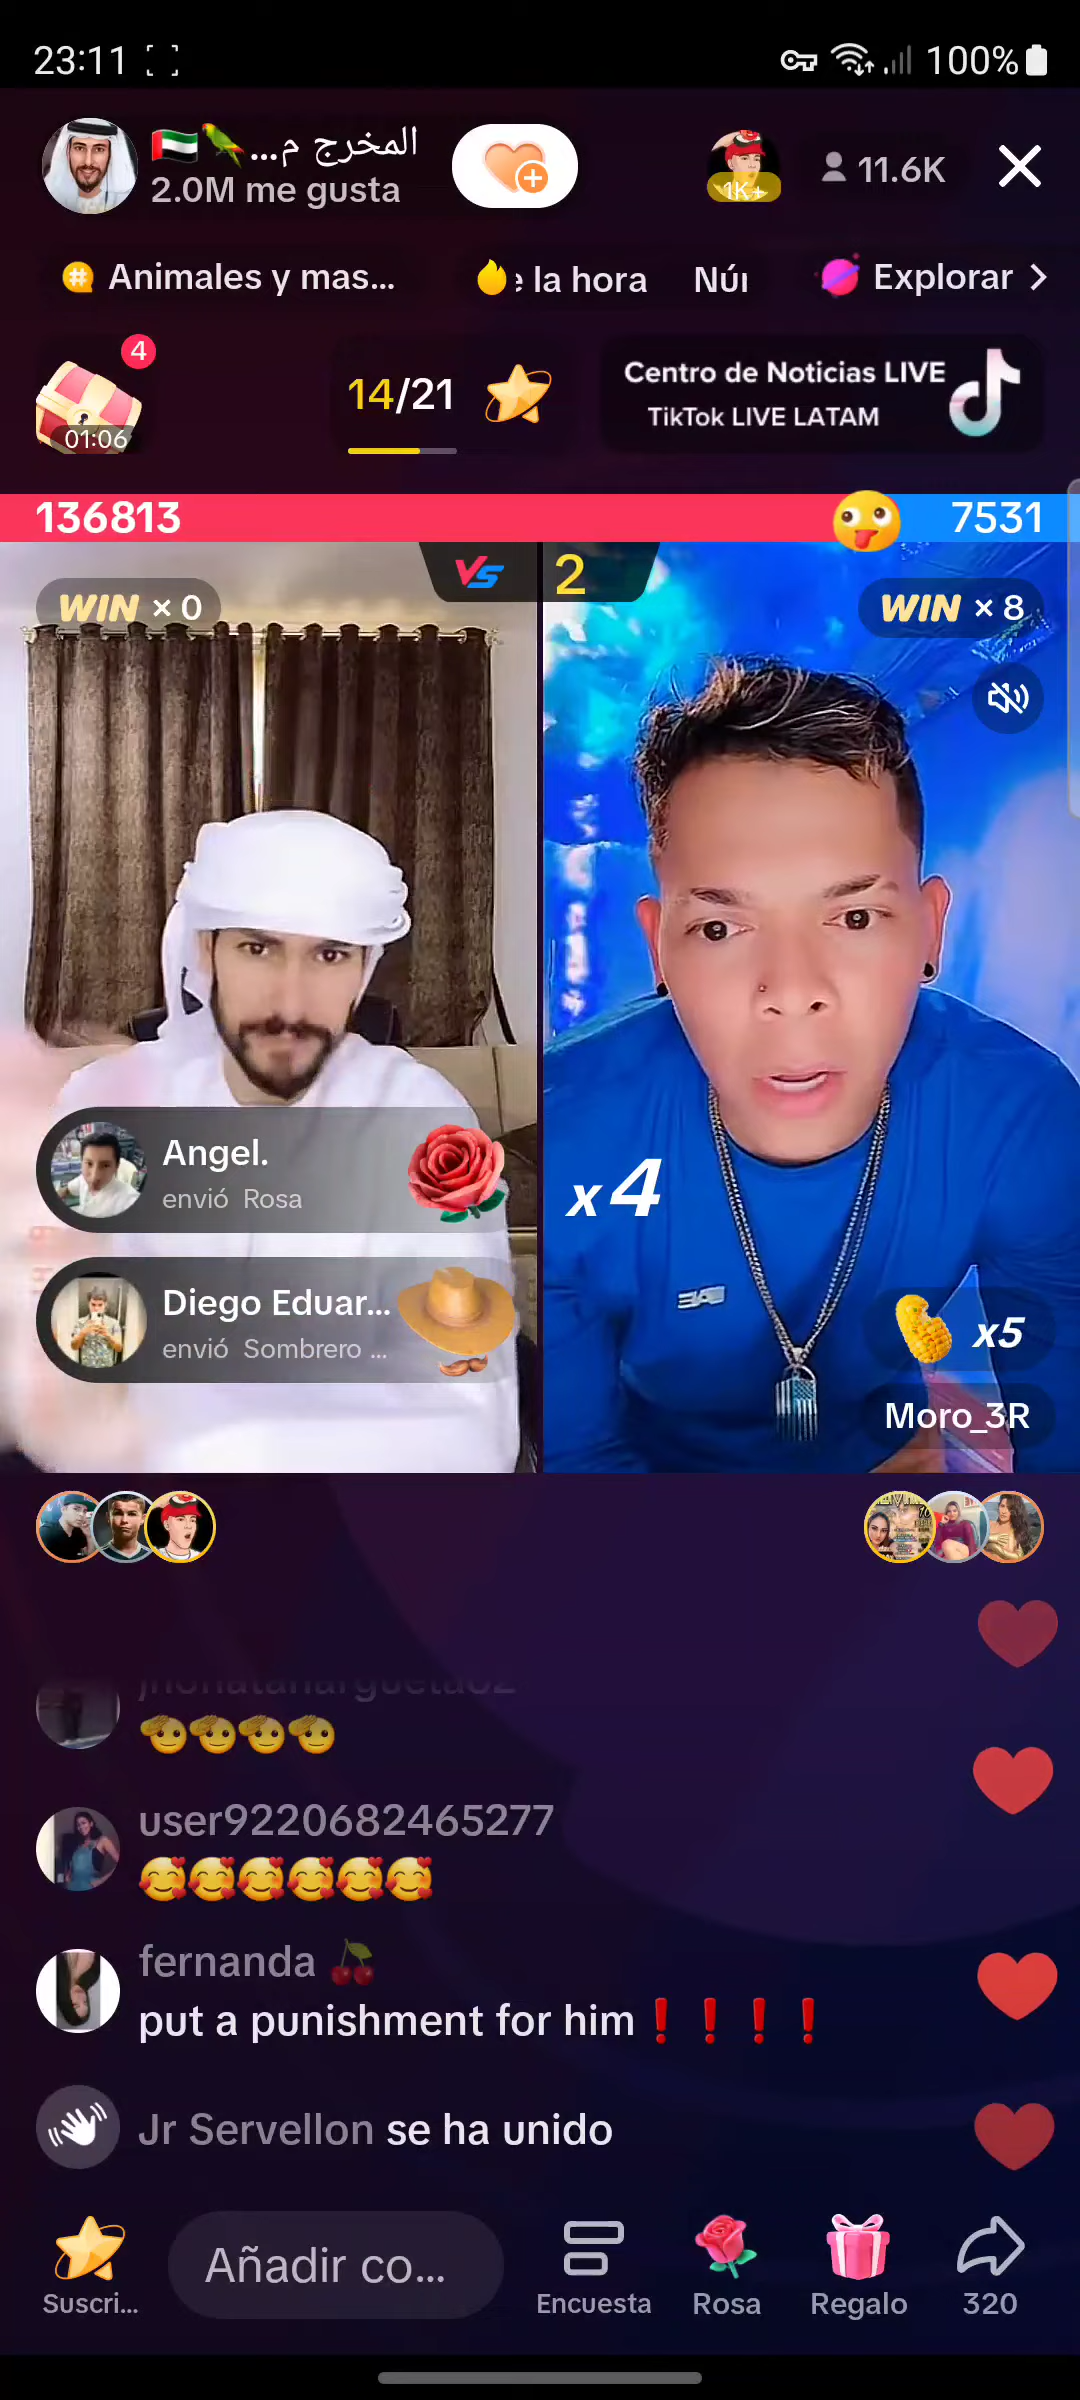 23:11
100%
المخرج م...
2.0M me gusta
1K+
11.6K
Animales y mas...
e la hora
Nú
Explorar
4
01:06
14/21
Centro de Noticias LIVE
TikTok LIVE LATAM
136813
7531
VS
2
WIN × 0
WIN × 8
Angel.
envió Rosa
x4
Diego Eduar...
envió Sombrero ...
x5
Moro_3R
user9220682465277
fernanda
put a punishment for him❗❗❗❗
Jr Servellon se ha unido
Añadir co...
Suscri...
Encuesta
Rosa
Regalo
320